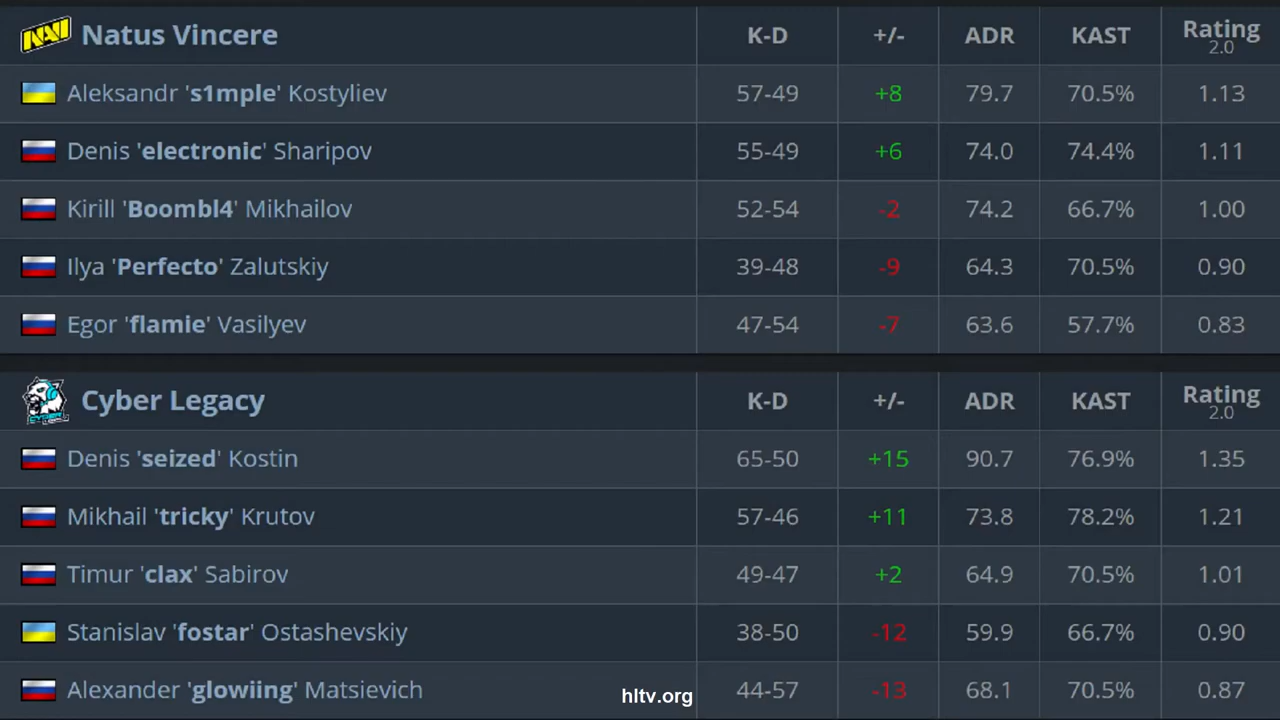 NAVI Natus Vincere K-D +/- ADR KAST Rating 2.0
Aleksandr 's1mple' Kostyliev 57-49 +8 79.7 70.5% 1.13
Denis 'electronic' Sharipov 55-49 +6 74.0 74.4% 1.11
Kirill 'Boombl4' Mikhailov 52-54 -2 74.2 66.7% 1.00
Ilya 'Perfecto' Zalutskiy 39-48 -9 64.3 70.5% 0.90
Egor 'flamie' Vasilyev 47-54 -7 63.6 57.7% 0.83
CYBER Cyber Legacy K-D +/- ADR KAST Rating 2.0
Denis 'seized' Kostin 65-50 +15 90.7 76.9% 1.35
Mikhail 'tricky' Krutov 57-46 +11 73.8 78.2% 1.21
Timur 'clax' Sabirov 49-47 +2 64.9 70.5% 1.01
Stanislav 'fostar' Ostashevskiy 38-50 -12 59.9 66.7% 0.90
Alexander 'glowiing' Matsievich 44-57 -13 68.1 70.5% 0.87
hltv.org